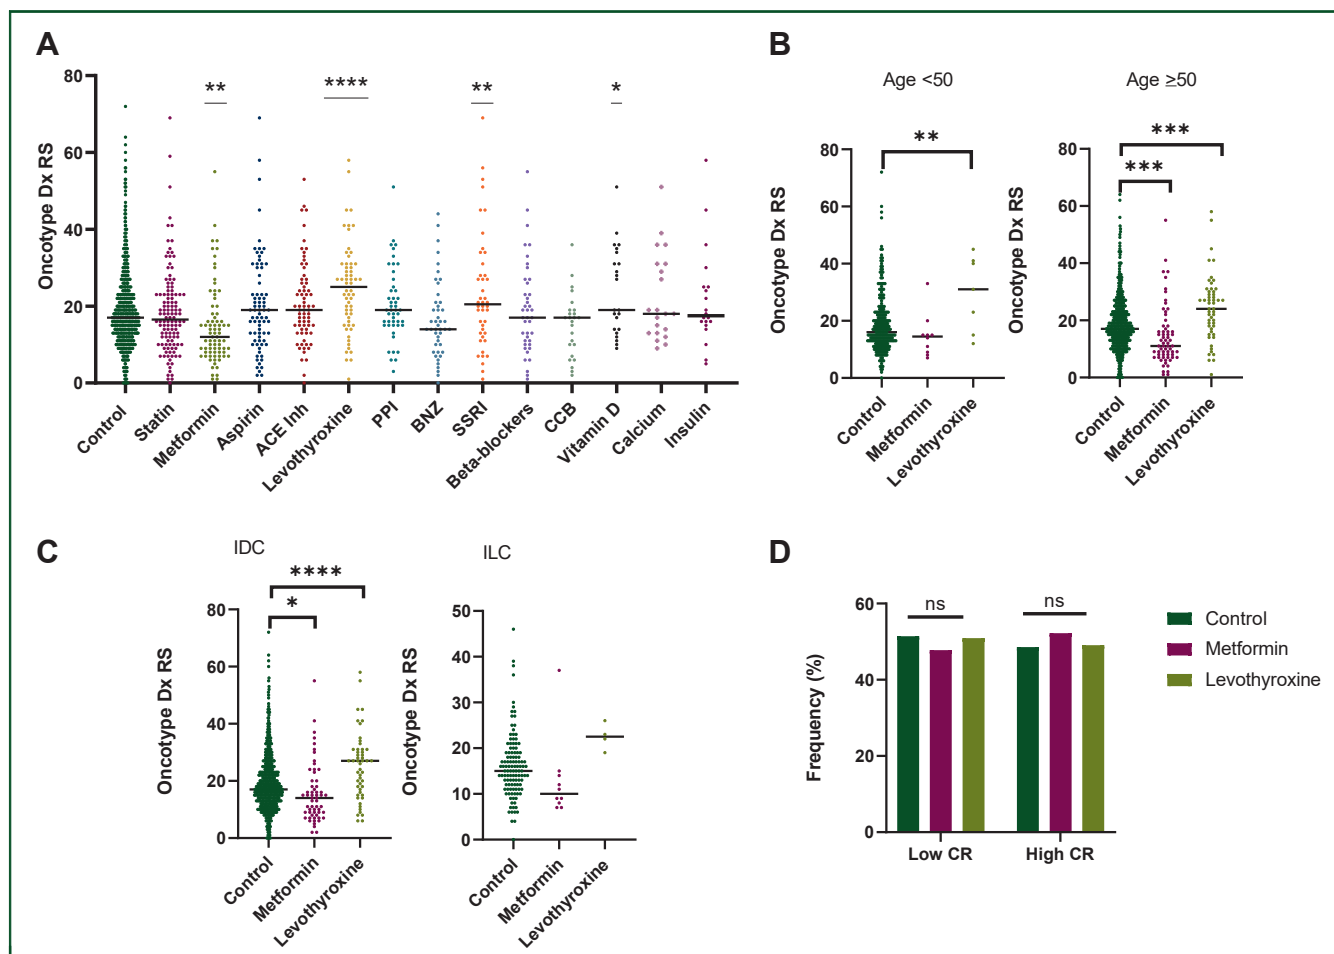 A
Oncotype Dx RS
80
60
40
20
0
**
****
**
*
Control
Statin
Metformin
Aspirin
ACE Inh
Levothyroxine
PPI
BNZ
SSRI
Beta-blockers
CCB
Vitamin D
Calcium
Insulin
B
Age <50
Oncotype Dx RS
80
60
40
20
0
**
Control
Metformin
Levothyroxine
Age ≥50
Oncotype Dx RS
80
60
40
20
0
***
***
Control
Metformin
Levothyroxine
C
IDC
Oncotype Dx RS
80
60
40
20
0
****
*
Control
Metformin
Levothyroxine
ILC
Oncotype Dx RS
50
40
30
20
10
0
Control
Metformin
Levothyroxine
D
Frequency (%)
60
40
20
0
ns
ns
Low CR
High CR
Control
Metformin
Levothyroxine